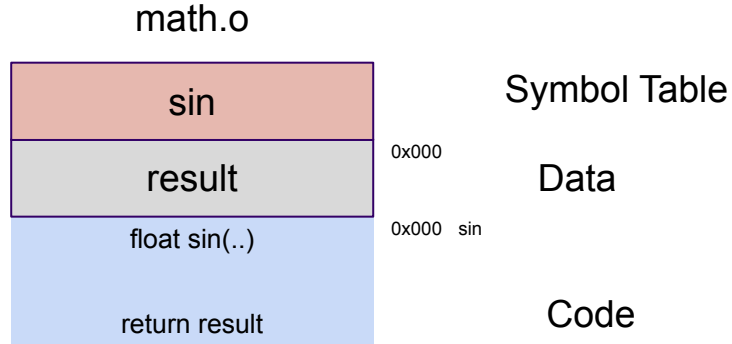 math.o
sin
Symbol Table
0x000
result
Data
0x000 sin
float sin(..)
return result
Code